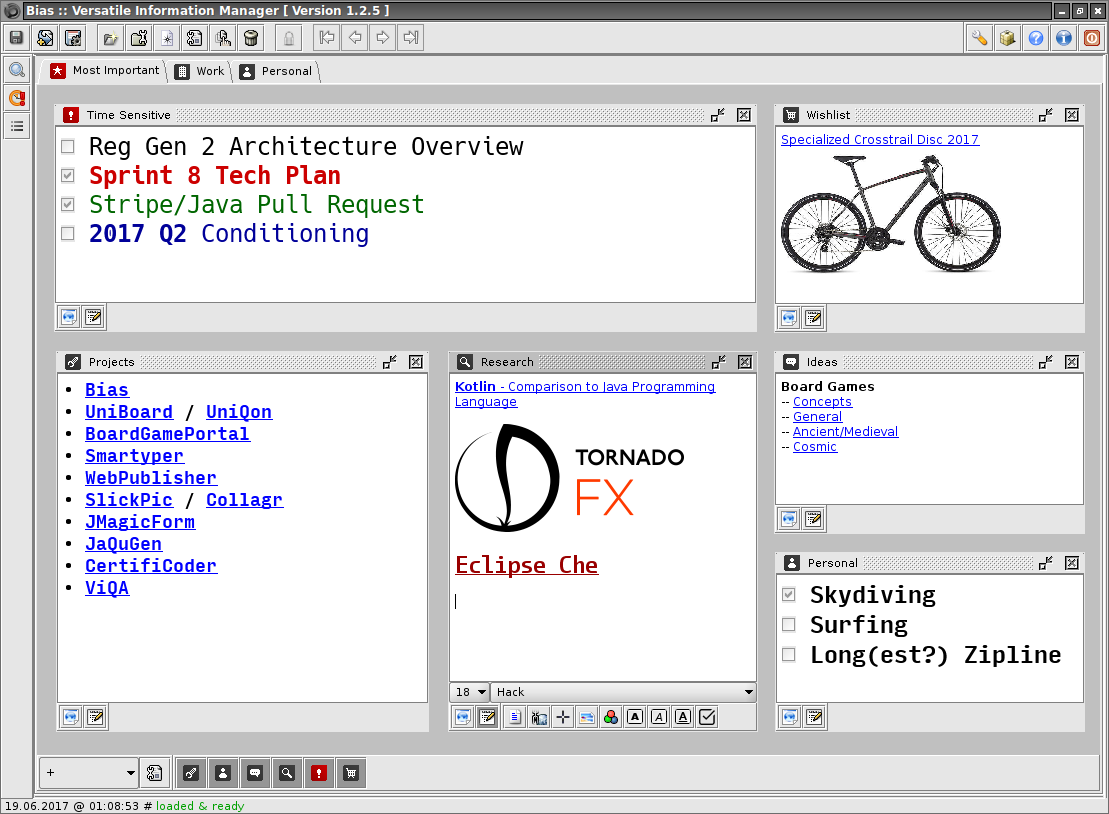 Bias :: Versatile Information Manager [ Version 1.2.5 ]
Most Important
Work
Personal
Time Sensitive
Reg Gen 2 Architecture Overview
Sprint 8 Tech Plan
Stripe/Java Pull Request
2017 Q2 Conditioning
Wishlist
Specialized Crosstrail Disc 2017
Projects
• Bias
• UniBoard / UniQon
• BoardGamePortal
• Smartyper
• WebPublisher
• SlickPic / Collagr
• JMagicForm
• JaQuGen
• CertifiCoder
• ViQA
Research
Kotlin - Comparison to Java Programming
Language
TORNADO
FX
Eclipse Che
18
Hack
A
A
A
Ideas
Board Games
-- Concepts
-- General
-- Ancient/Medieval
-- Cosmic
Personal
Skydiving
Surfing
Long(est?) Zipline
+
19.06.2017 @ 01:08:53 # loaded & ready